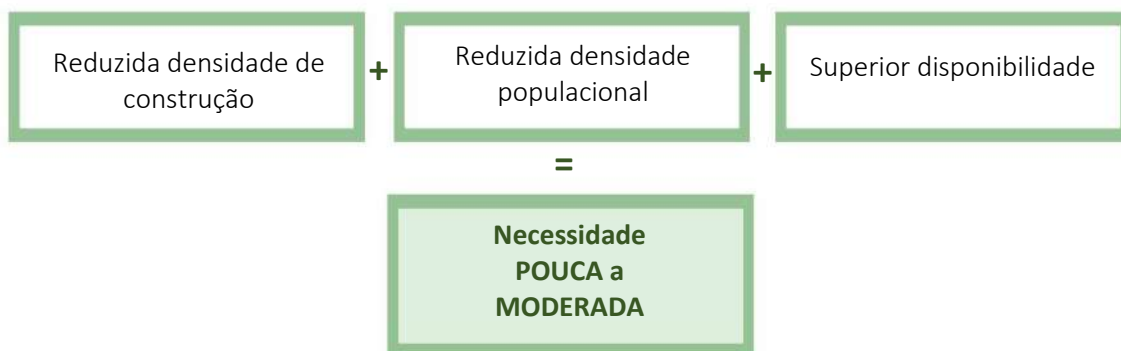 Reduzida densidade de
construção
+
Reduzida densidade
populacional
+
Superior disponibilidade
=
Necessidade
POUCA a
MODERADA